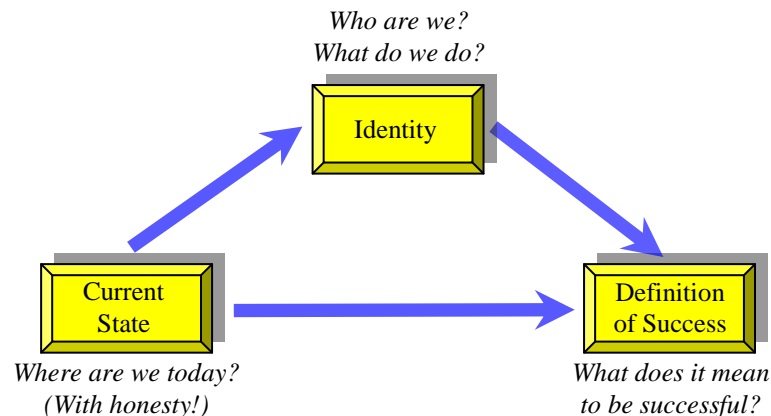 Who are we?
What do we do?
Identity
Current
State
Definition
of Success
Where are we today?
(With honesty!)
What does it mean
to be successful?